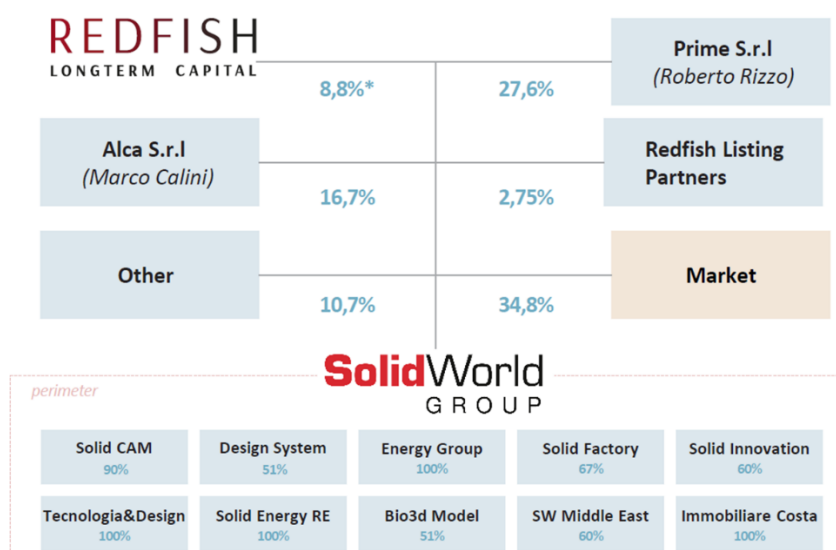 REDFISH
LONGTERM CAPITAL
8,8%*
27,6%
Prime S.r.l
(Roberto Rizzo)
Alca S.r.l
(Marco Calini)
16,7%
2,75%
Redfish Listing
Partners
Other
10,7%
34,8%
Market
SolidWorld
GROUP
perimeter
Solid CAM
90%
Design System
51%
Energy Group
100%
Solid Factory
67%
Solid Innovation
60%
Tecnologia&Design
100%
Solid Energy RE
100%
Bio3d Model
51%
SW Middle East
60%
Immobiliare Costa
100%